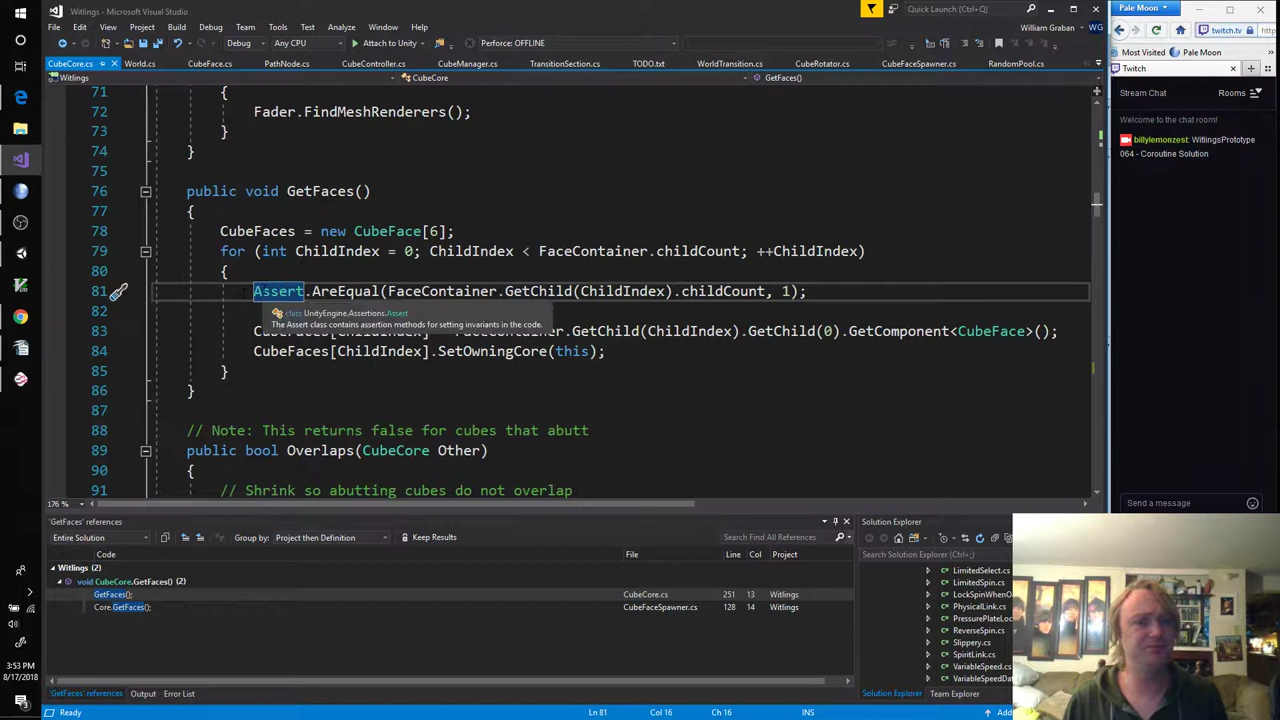 Witlings - Microsoft Visual Studio
Quick Launch (Ctrl+Q)
Pale Moon
File Edit View Project Build Debug Team Tools Test Analyze Window Help
William Graban WG
twitch.tv
Debug Any CPU Attach to Unity Perforce: OFFLINE
Most Visited Pale Moon
CubeCore.cs World.cs CubeFace.cs PathNode.cs CubeController.cs CubeManager.cs TransitionSection.cs TODO.txt WorldTransition.cs CubeRotator.cs CubeFaceSpawner.cs RandomPool.cs
Twitch
Witlings CubeCore GetFaces()
Stream Chat Rooms
Welcome to the chat room!
billylemonzest: WitlingsPrototype
064 - Coroutine Solution
71 {
72 Fader.FindMeshRenderers();
73 }
74 }
75
76 public void GetFaces()
77 {
78 CubeFaces = new CubeFace[6];
79 for (int ChildIndex = 0; ChildIndex < FaceContainer.childCount; ++ChildIndex)
80 {
81 Assert.AreEqual(FaceContainer.GetChild(ChildIndex).childCount, 1);
82
class UnityEngine.Assertions.Assert
The Assert class contains assertion methods for setting invariants in the code.
83 FaceContainer.GetChild(ChildIndex).GetChild(0).GetComponent<CubeFace>();
84 CubeFaces[ChildIndex].SetOwningCore(this);
85 }
86 }
87
88 // Note: This returns false for cubes that abutt
89 public bool Overlaps(CubeCore Other)
90 {
91 // Shrink so abutting cubes do not overlap
176 %
Send a message
'GetFaces' references
Solution Explorer
Entire Solution Group by: Project then Definition Keep Results Search Find All References
Search Solution Explorer (Ctrl+;)
Code File Line Col Project
Witlings (2)
void CubeCore.GetFaces() (2)
GetFaces(); CubeCore.cs 251 13 Witlings
Core.GetFaces(); CubeFaceSpawner.cs 128 14 Witlings
LimitedSelect.cs
LimitedSpin.cs
LockSpinWhenOn
PhysicalLink.cs
PressurePlateLo
ReverseSpin.cs
Slippery.cs
SpiritLink.cs
VariableSpeed.cs
VariableSpeedDa
3:53 PM
8/17/2018
'GetFaces' references Output Error List
Solution Explorer Team Explorer
Ready Ln 81 Col 16 Ch 16 INS Add